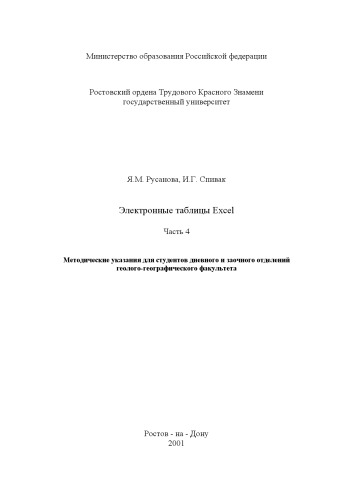 Министерство образования Российской федерации
Ростовский ордена Трудового Красного Знамени
государственный университет
Я.М. Русанова, И.Г. Спивак
Электронные таблицы Excel
Часть 4
Методические указания для студентов дневного и заочного отделений
геолого-географического факультета
Ростов - на - Дону
2001